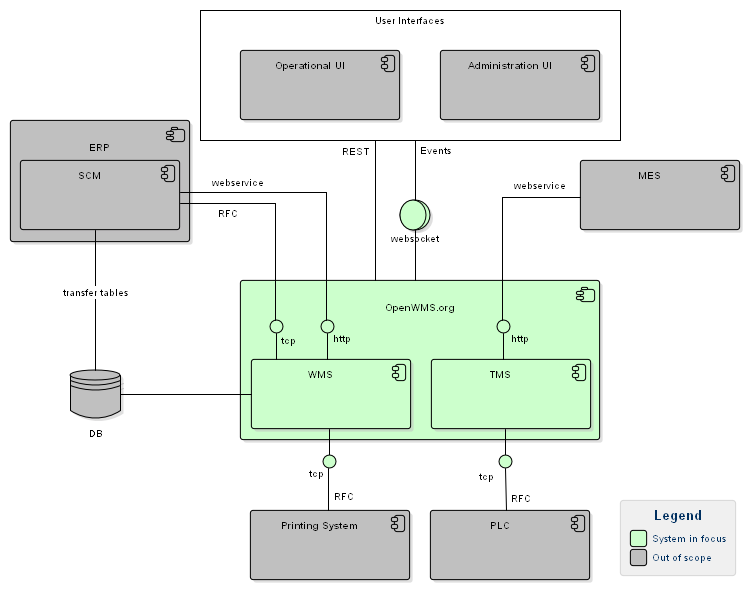 User Interfaces
Operational UI
Administration UI
ERP
SCM
REST
Events
MES
webservice
webservice
RFC
websocket
transfer tables
OpenWMS.org
tcp
http
http
WMS
TMS
DB
tcp
tcp
RFC
RFC
Printing System
PLC
Legend
System in focus
Out of scope